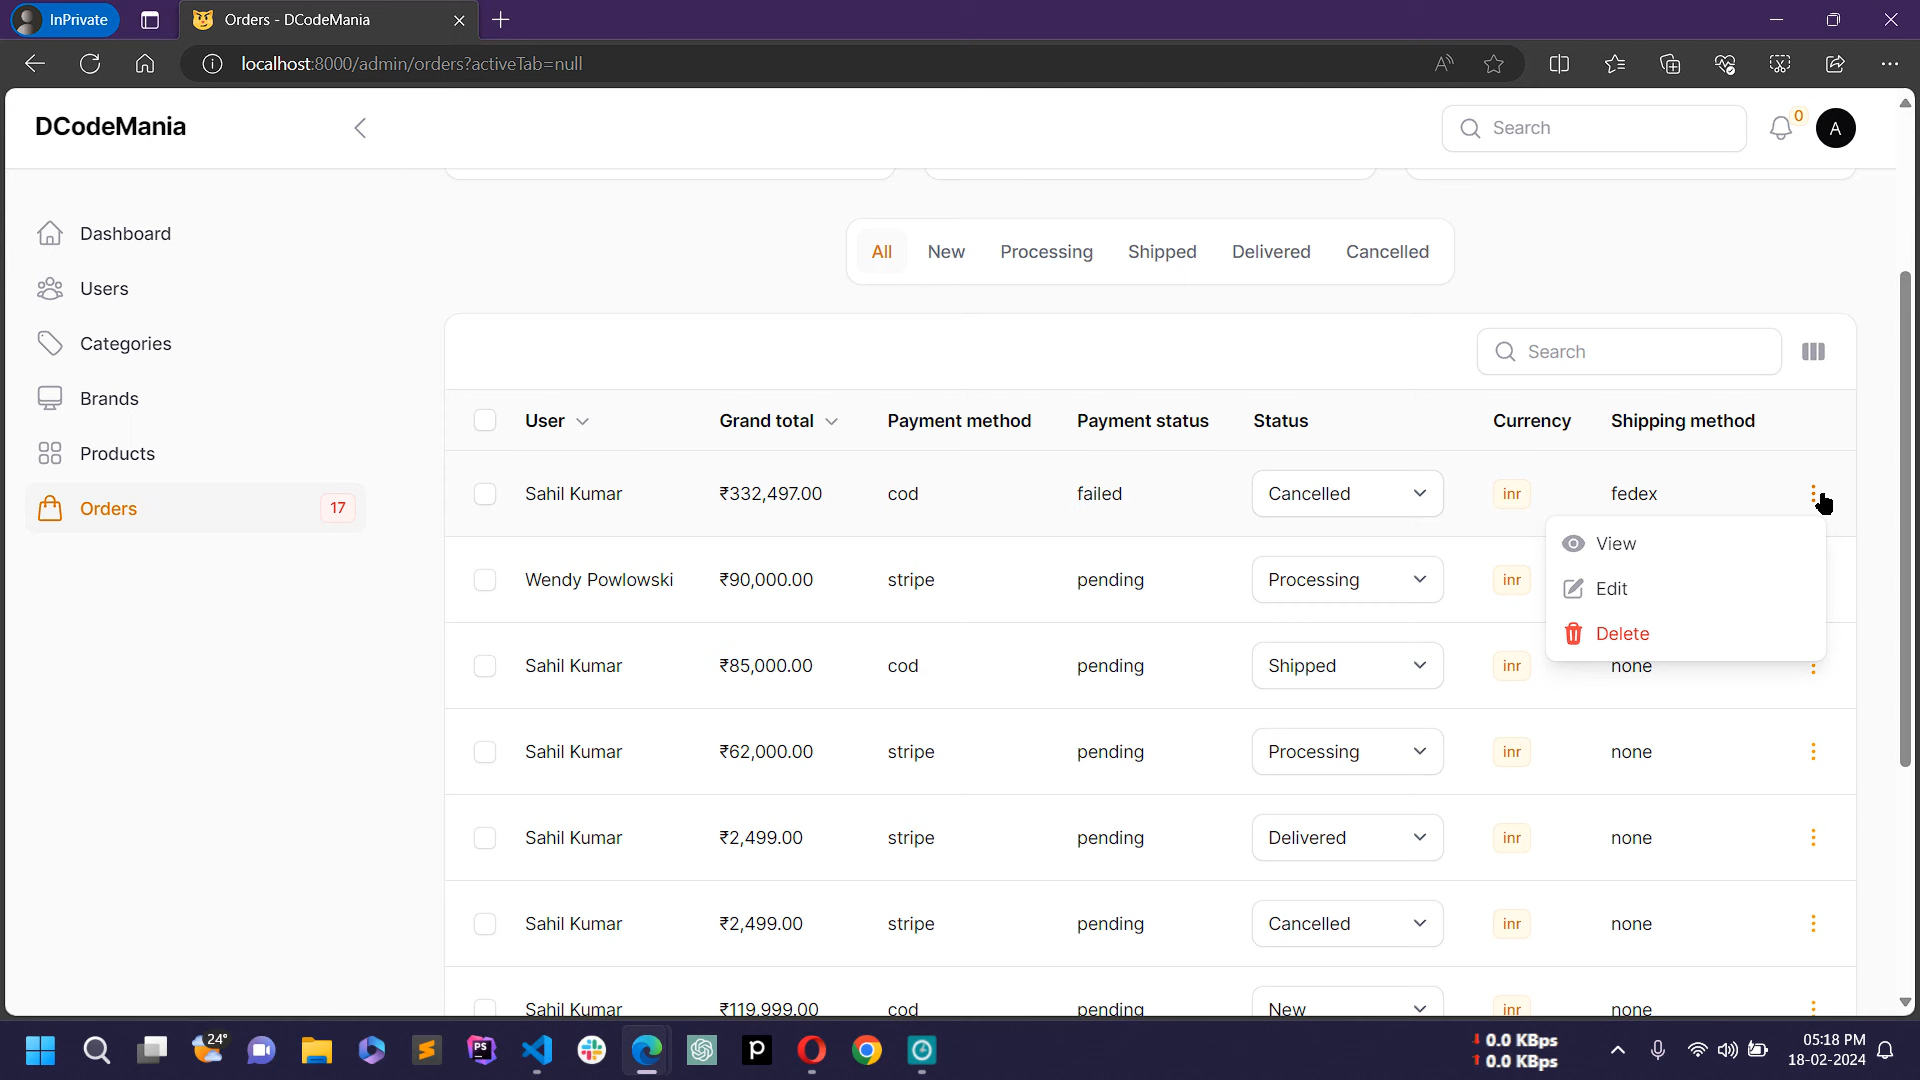 InPrivate
Orders - DCodeMania
localhost:8000/admin/orders?activeTab=null
DCodeMania
Search
0
A
Dashboard
Users
Categories
Brands
Products
Orders 17
All New Processing Shipped Delivered Cancelled
Search
User Grand total Payment method Payment status Status Currency Shipping method
Sahil Kumar ₹332,497.00 cod failed Cancelled inr fedex
View
Edit
Delete
Wendy Powlowski ₹90,000.00 stripe pending Processing inr
Sahil Kumar ₹85,000.00 cod pending Shipped inr none
Sahil Kumar ₹62,000.00 stripe pending Processing inr none
Sahil Kumar ₹2,499.00 stripe pending Delivered inr none
Sahil Kumar ₹2,499.00 stripe pending Cancelled inr none
Sahil Kumar ₹119,999.00 cod pending New inr none
24°
PS
P
0.0 KBps
0.0 KBps
05:18 PM
18-02-2024